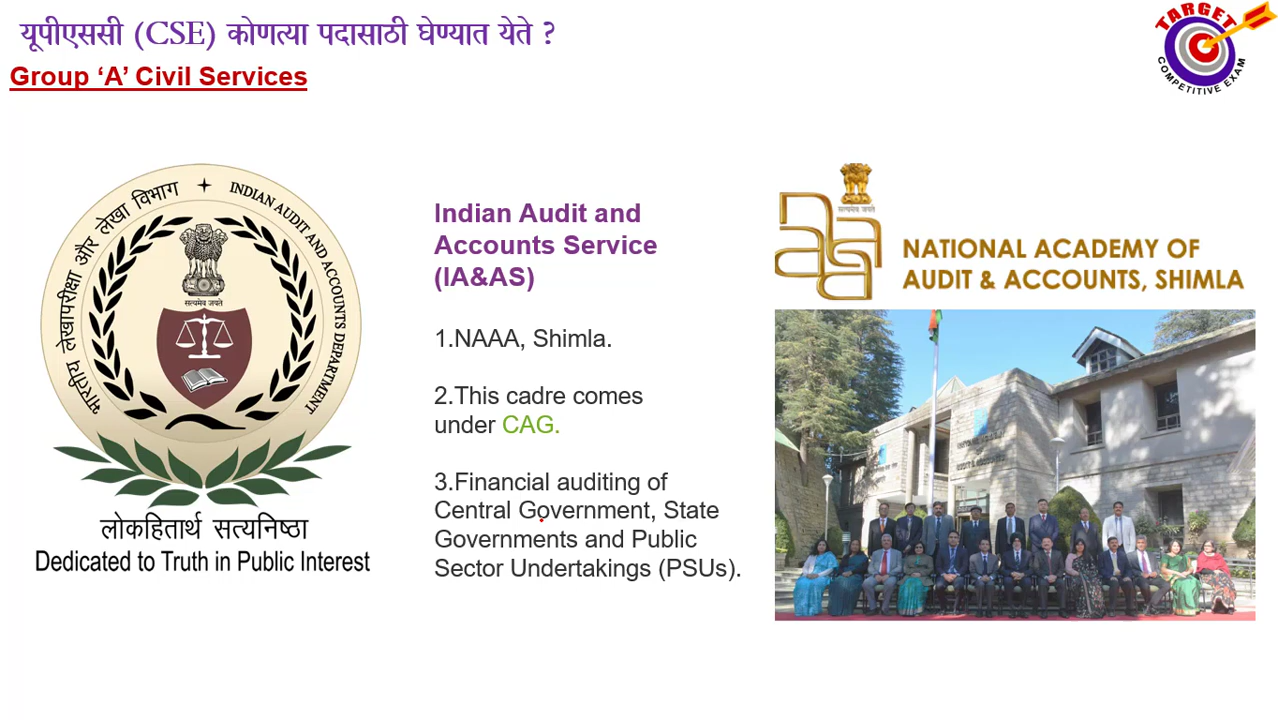 यूपीएससी (CSE) कोणत्या पदासाठी घेण्यात येते ?
Group ‘A’ Civil Services
TARGET
COMPETITIVE EXAM
भारतीय लेखापरीक्षा और लेखा विभाग
INDIAN AUDIT AND ACCOUNTS DEPARTMENT
सत्यमेव जयते
लोकहितार्थ सत्यनिष्ठा
Dedicated to Truth in Public Interest
Indian Audit and
Accounts Service
(IA&AS)
1.NAAA, Shimla.
2.This cadre comes
under CAG.
3.Financial auditing of
Central Government, State
Governments and Public
Sector Undertakings (PSUs).
सत्यमेव जयते
NATIONAL ACADEMY OF
AUDIT & ACCOUNTS, SHIMLA